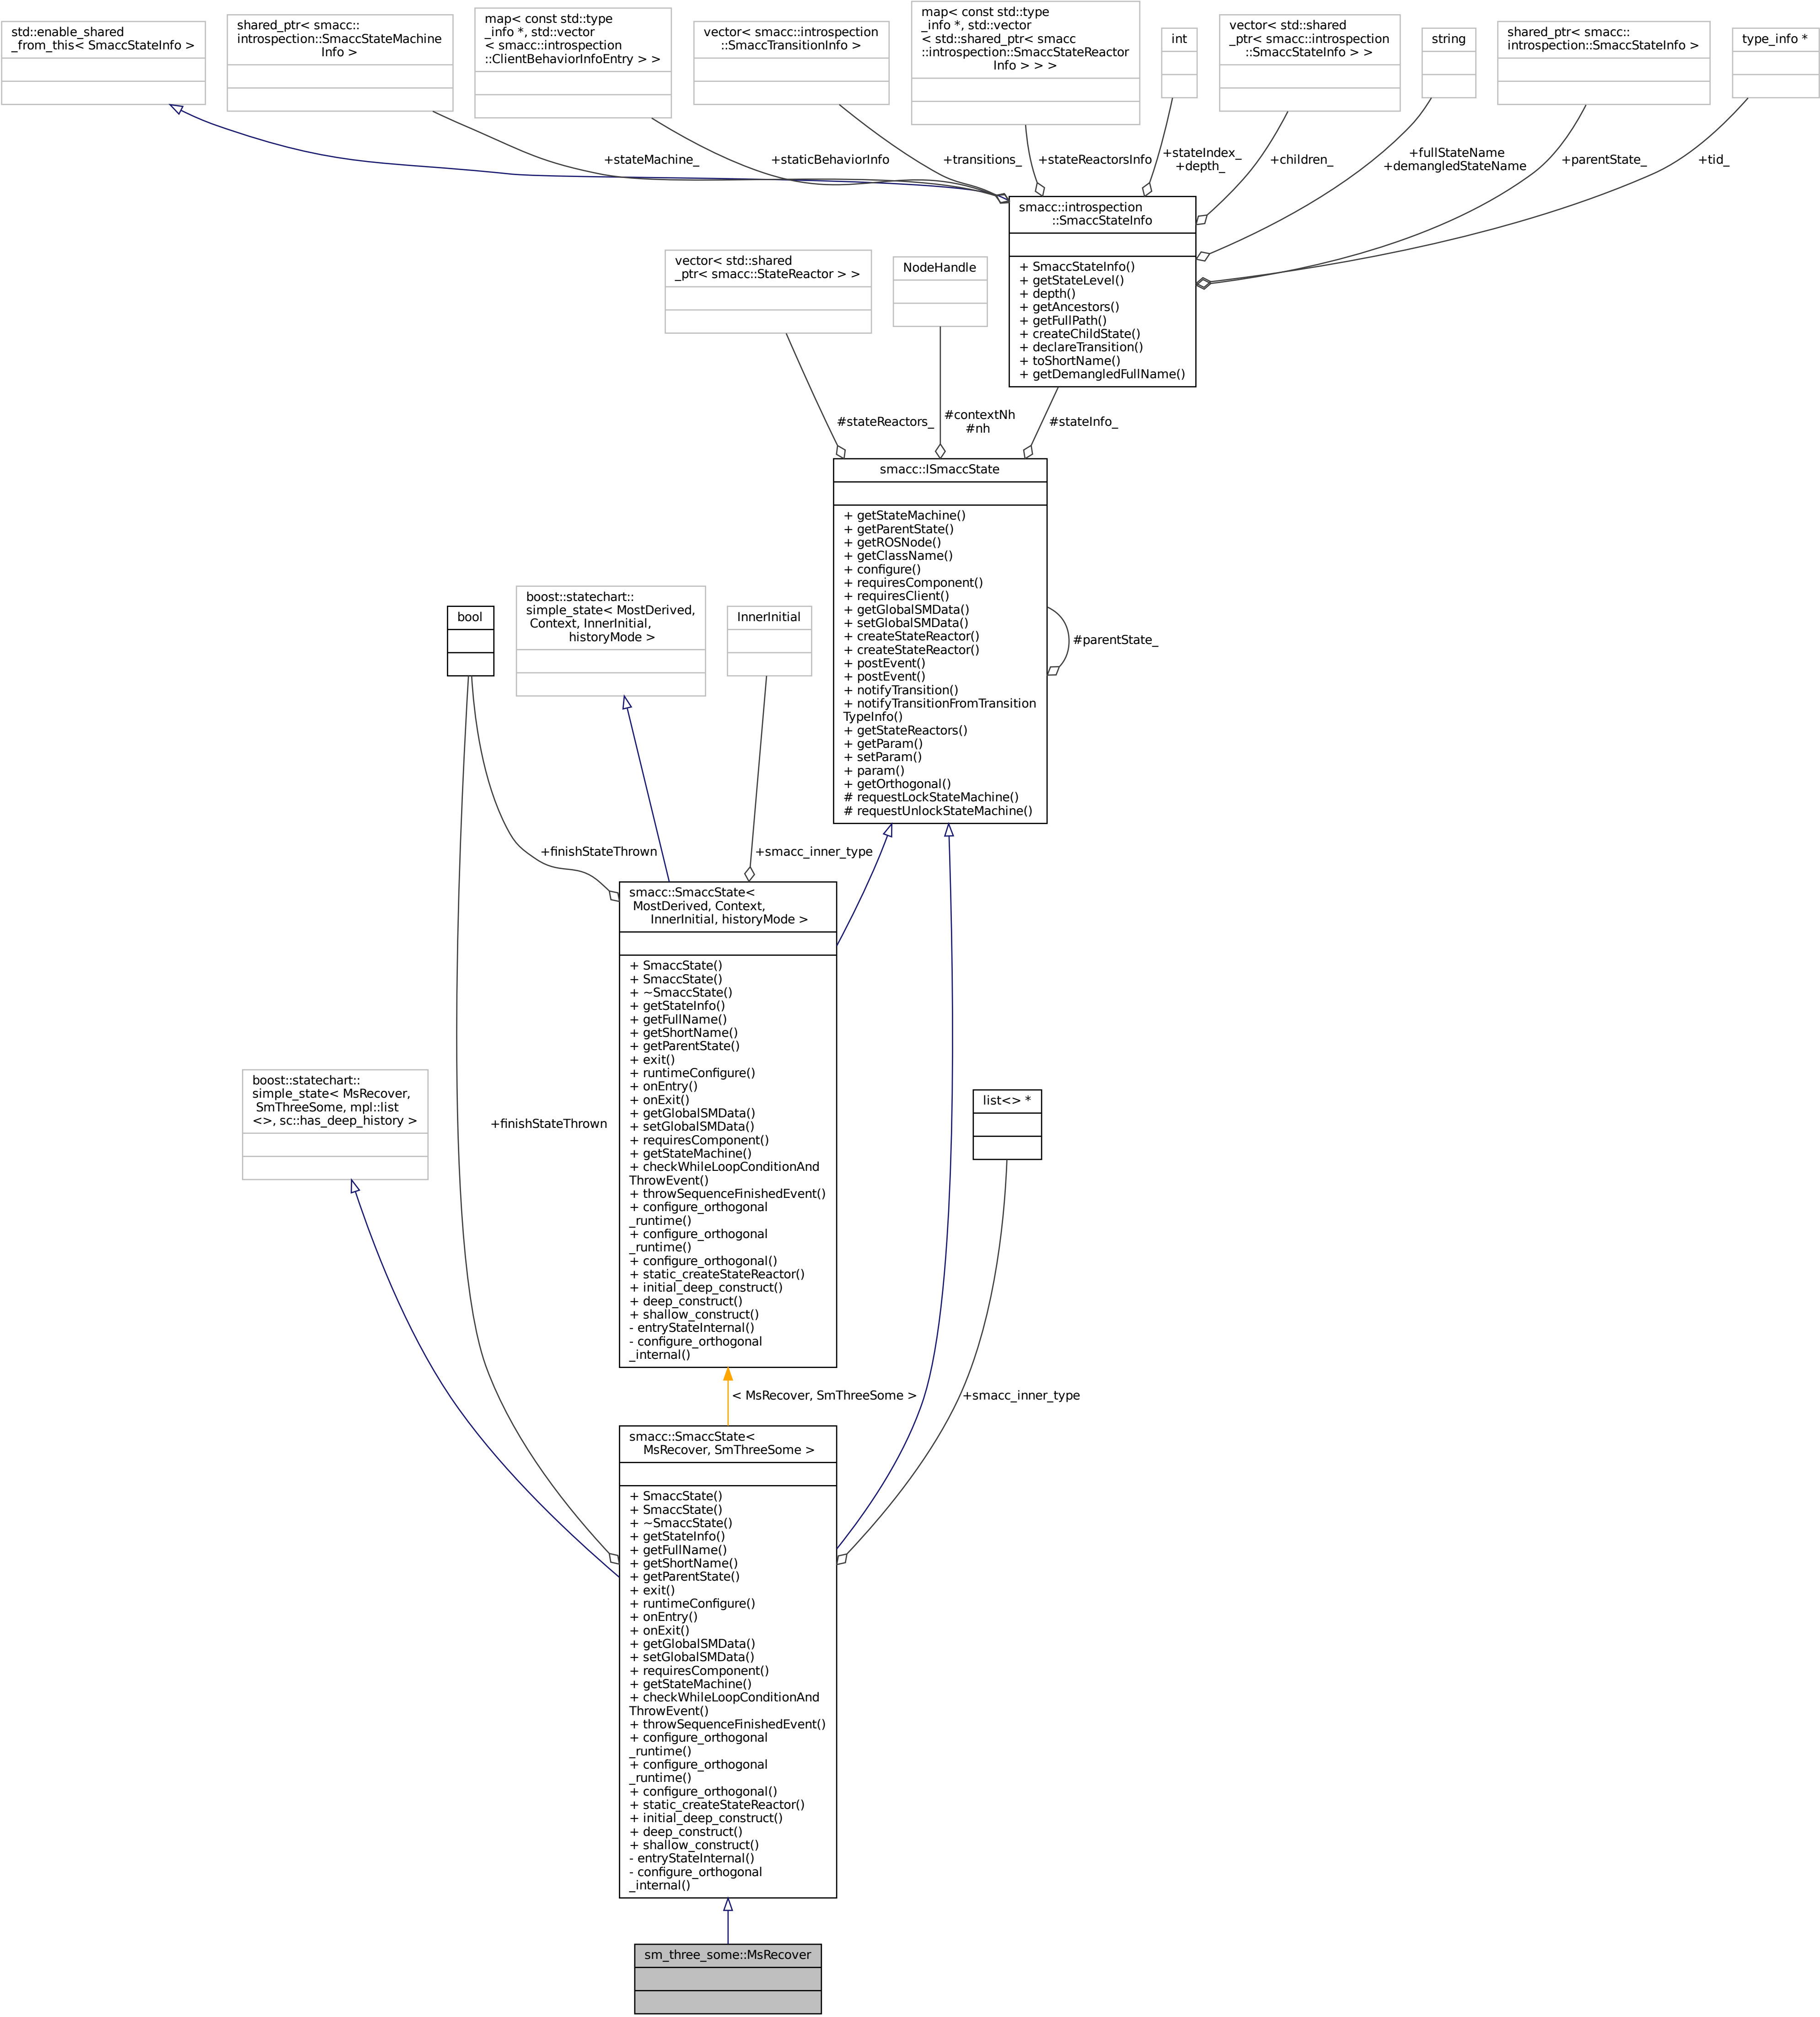 std::enable_shared
_from_this< SmaccStateInfo >
shared_ptr< smacc::
introspection::SmaccStateMachine
Info >
map< const std::type
_info *, std::vector
< smacc::introspection
::ClientBehaviorInfoEntry > >
vector< smacc::introspection
::SmaccTransitionInfo >
map< const std::type
_info *, std::vector
< std::shared_ptr< smacc
::introspection::SmaccStateReactor
Info > > >
int
vector< std::shared
_ptr< smacc::introspection
::SmaccStateInfo > >
string
shared_ptr< smacc::
introspection::SmaccStateInfo >
type_info *
+stateMachine_
+staticBehaviorInfo
+transitions_
+stateReactorsInfo
+stateIndex_
+depth_
+children_
+fullStateName
+demangledStateName
+parentState_
+tid_
smacc::introspection
::SmaccStateInfo
+ SmaccStateInfo()
+ getStateLevel()
+ depth()
+ getAncestors()
+ getFullPath()
+ createChildState()
+ declareTransition()
+ toShortName()
+ getDemangledFullName()
vector< std::shared
_ptr< smacc::StateReactor > >
NodeHandle
#stateReactors_
#contextNh
#nh
#stateInfo_
smacc::ISmaccState
+ getStateMachine()
+ getParentState()
+ getROSNode()
+ getClassName()
+ configure()
+ requiresComponent()
+ requiresClient()
+ getGlobalSMData()
+ setGlobalSMData()
+ createStateReactor()
+ createStateReactor()
+ postEvent()
+ postEvent()
+ notifyTransition()
+ notifyTransitionFromTransition
TypeInfo()
+ getStateReactors()
+ getParam()
+ setParam()
+ param()
+ getOrthogonal()
# requestLockStateMachine()
# requestUnlockStateMachine()
#parentState_
bool
boost::statechart::
simple_state< MostDerived,
Context, InnerInitial,
historyMode >
InnerInitial
+finishStateThrown
+smacc_inner_type
smacc::SmaccState<
MostDerived, Context,
InnerInitial, historyMode >
+ SmaccState()
+ SmaccState()
+ ~SmaccState()
+ getStateInfo()
+ getFullName()
+ getShortName()
+ getParentState()
+ exit()
+ runtimeConfigure()
+ onEntry()
+ onExit()
+ getGlobalSMData()
+ setGlobalSMData()
+ requiresComponent()
+ getStateMachine()
+ checkWhileLoopConditionAnd
ThrowEvent()
+ throwSequenceFinishedEvent()
+ configure_orthogonal
_runtime()
+ configure_orthogonal
_runtime()
+ configure_orthogonal()
+ static_createStateReactor()
+ initial_deep_construct()
+ deep_construct()
+ shallow_construct()
- entryStateInternal()
- configure_orthogonal
_internal()
boost::statechart::
simple_state< MsRecover,
SmThreeSome, mpl::list
<>, sc::has_deep_history >
+finishStateThrown
list<> *
< MsRecover, SmThreeSome >
+smacc_inner_type
smacc::SmaccState<
MsRecover, SmThreeSome >
+ SmaccState()
+ SmaccState()
+ ~SmaccState()
+ getStateInfo()
+ getFullName()
+ getShortName()
+ getParentState()
+ exit()
+ runtimeConfigure()
+ onEntry()
+ onExit()
+ getGlobalSMData()
+ setGlobalSMData()
+ requiresComponent()
+ getStateMachine()
+ checkWhileLoopConditionAnd
ThrowEvent()
+ throwSequenceFinishedEvent()
+ configure_orthogonal
_runtime()
+ configure_orthogonal
_runtime()
+ configure_orthogonal()
+ static_createStateReactor()
+ initial_deep_construct()
+ deep_construct()
+ shallow_construct()
- entryStateInternal()
- configure_orthogonal
_internal()
sm_three_some::MsRecover